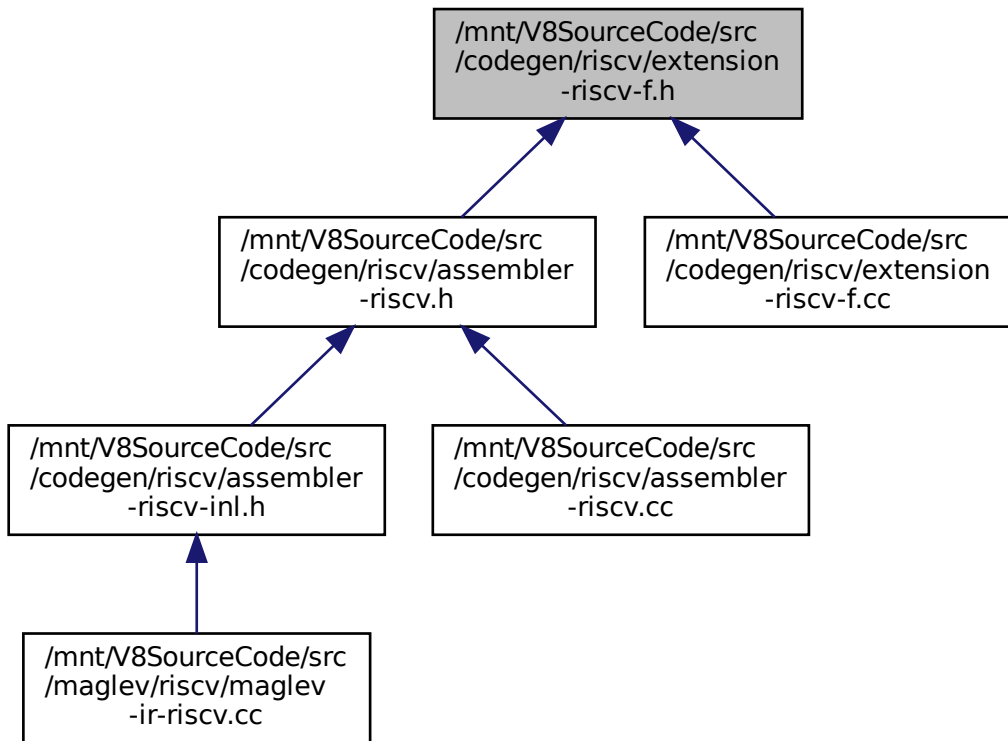 /mnt/V8SourceCode/src
/codegen/riscv/extension
-riscv-f.h
/mnt/V8SourceCode/src
/codegen/riscv/assembler
-riscv.h
/mnt/V8SourceCode/src
/codegen/riscv/extension
-riscv-f.cc
/mnt/V8SourceCode/src
/codegen/riscv/assembler
-riscv-inl.h
/mnt/V8SourceCode/src
/codegen/riscv/assembler
-riscv.cc
/mnt/V8SourceCode/src
/maglev/riscv/maglev
-ir-riscv.cc